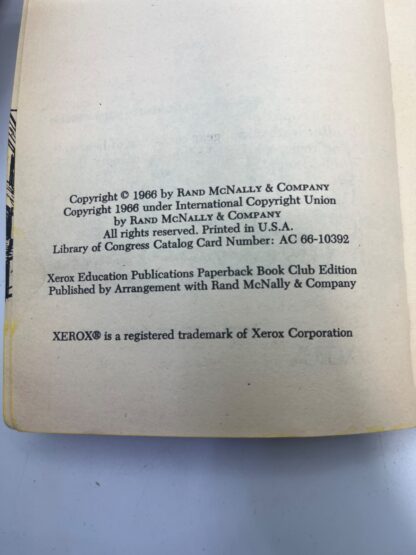 Copyright © 1966 by RAND MCNALLY & COMPANY
Copyright 1966 under International Copyright Union
by RAND MCNALLY & COMPANY
All rights reserved. Printed in U.S.A.
Library of Congress Catalog Card Number: AC 66-10392
Xerox Education Publications Paperback Book Club Edition
Published by Arrangement with Rand McNally & Company
XEROX® is a registered trademark of Xerox Corporation